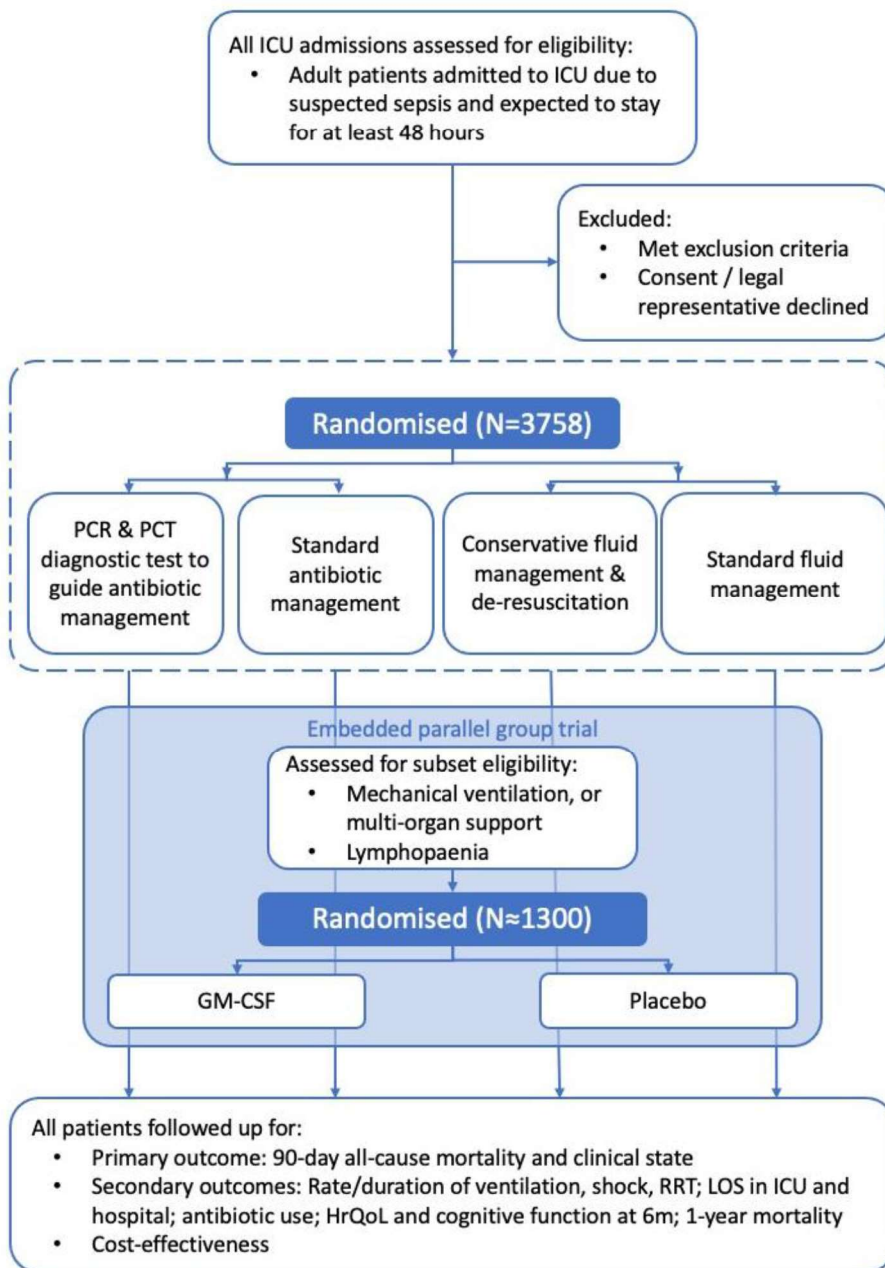 All ICU admissions assessed for eligibility:
• Adult patients admitted to ICU due to
suspected sepsis and expected to stay
for at least 48 hours
Excluded:
• Met exclusion criteria
• Consent / legal
representative declined
Randomised (N=3758)
PCR & PCT
diagnostic test to
guide antibiotic
management
Standard
antibiotic
management
Conservative fluid
management &
de-resuscitation
Standard fluid
management
Embedded parallel group trial
Assessed for subset eligibility:
• Mechanical ventilation, or
multi-organ support
• Lymphopaenia
Randomised (N≈1300)
GM-CSF
Placebo
All patients followed up for:
• Primary outcome: 90-day all-cause mortality and clinical state
• Secondary outcomes: Rate/duration of ventilation, shock, RRT; LOS in ICU and
hospital; antibiotic use; HrQoL and cognitive function at 6m; 1-year mortality
• Cost-effectiveness